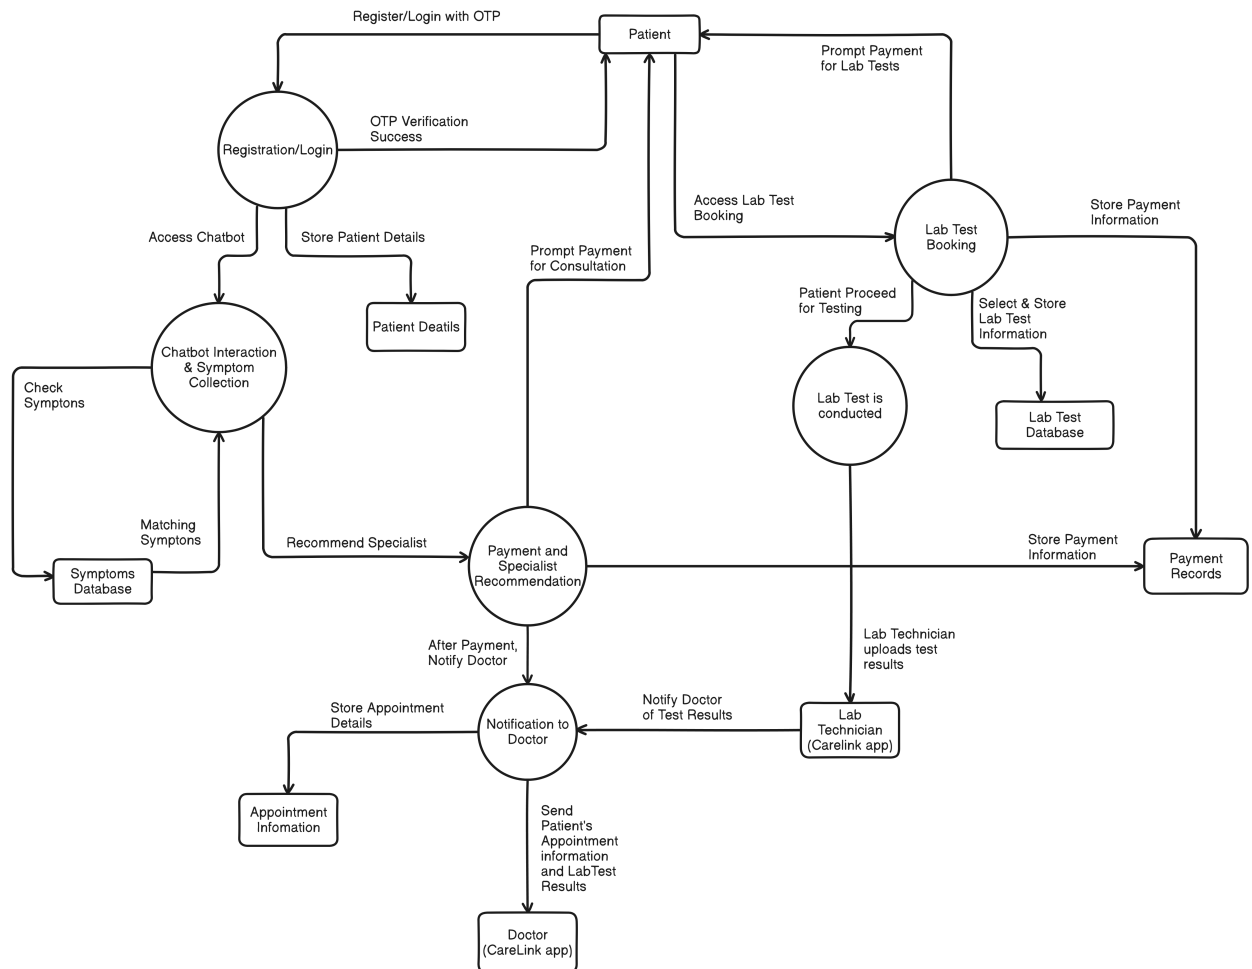 Register/Login with OTP
Patient
Prompt Payment
for Lab Tests
OTP Verification
Success
Registration/Login
Access Lab Test
Booking
Store Payment
Information
Lab Test
Booking
Access Chatbot
Store Patient Details
Prompt Payment
for Consultation
Patient Proceed
for Testing
Select & Store
Lab Test
Information
Patient Deatils
Chatbot Interaction
& Symptom
Collection
Check
Symptons
Lab Test is
conducted
Lab Test
Database
Matching
Symptons
Recommend Specialist
Payment and
Specialist
Recommendation
Store Payment
Information
Payment
Records
Symptoms
Database
After Payment,
Notify Doctor
Lab Technician
uploads test
results
Store Appointment
Details
Notification to
Doctor
Notify Doctor
of Test Results
Lab
Technician
(Carelink app)
Appointment
Infomation
Send
Patient's
Appointment
information
and LabTest
Results
Doctor
(CareLink app)